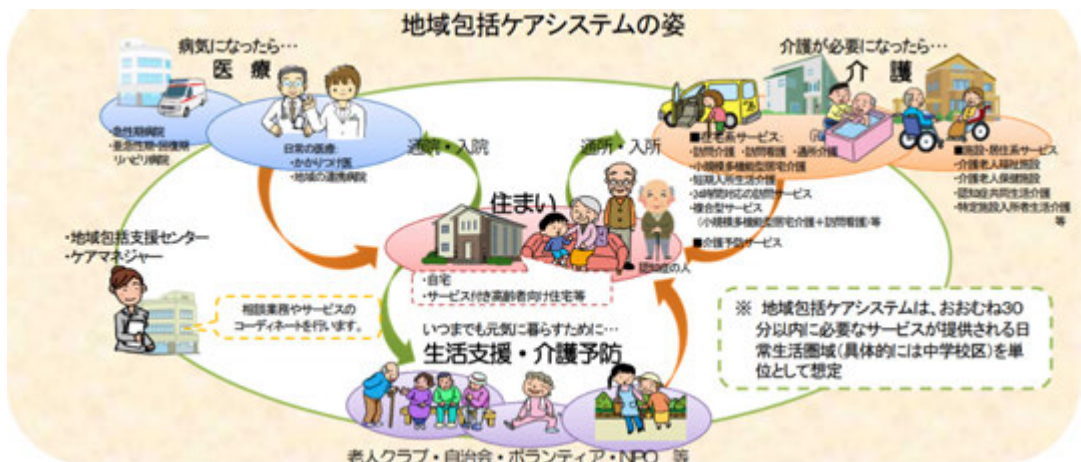 地域包括ケアシステムの姿
病気になったら…
医 療
介護が必要になったら…
介 護
・急性期病院
・亜急性期・回復期
リハビリ病院
日常の医療:
・かかりつけ医
・地域の連携病院
通院・入院
通所・入所
■在宅系サービス:
・訪問介護 ・訪問看護 ・通所介護
・小規模多機能型居宅介護
・短期入所生活介護
・24時間対応の訪問サービス
・複合型サービス
(小規模多機能型居宅介護+訪問看護)等
■介護予防サービス
■施設・居住系サービス
・介護老人福祉施設
・介護老人保健施設
・認知症共同生活介護
・特定施設入所者生活介護
等
住まい
認知症の人
・自宅
・サービス付き高齢者向け住宅等
・地域包括支援センター
・ケアマネジャー
相談業務やサービスの
コーディネートを行います。
いつまでも元気に暮らすために…
生活支援・介護予防
※ 地域包括ケアシステムは、おおむね30
分以内に必要なサービスが提供される日
常生活圏域(具体的には中学校区)を単
位として想定
老人クラブ・自治会・ボランティア・NPO 等